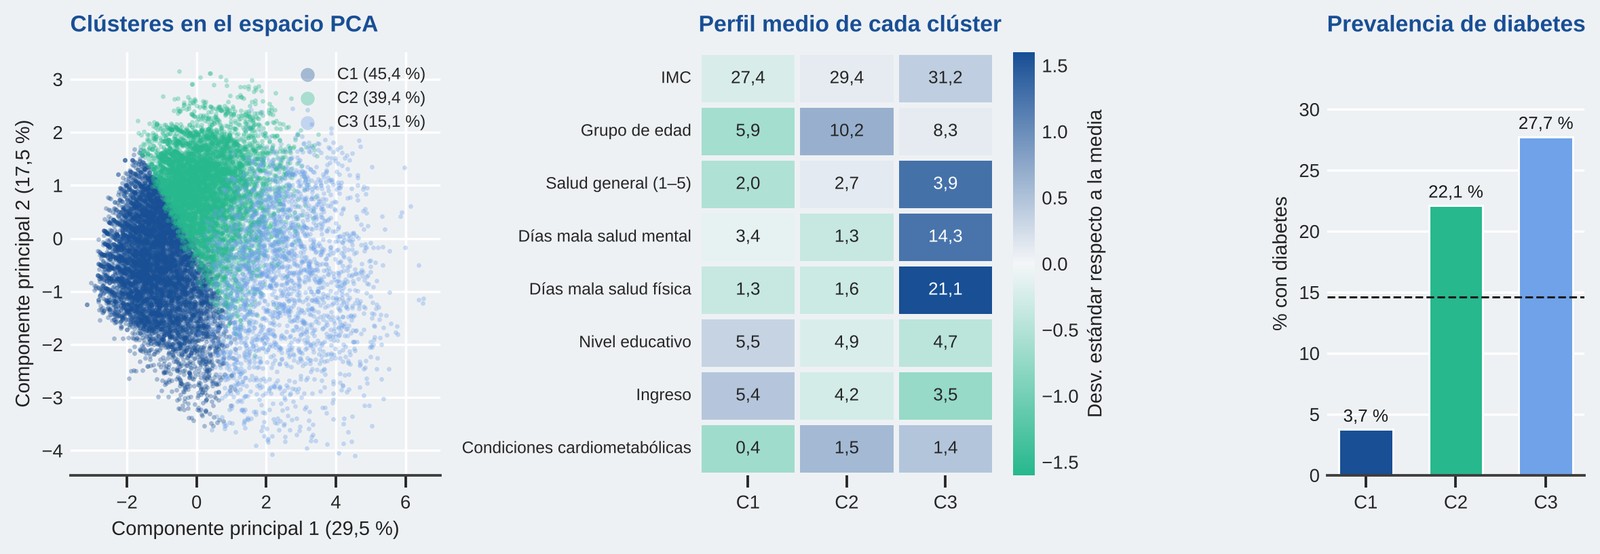 Clústeres en el espacio PCA
C1 (45,4 %)
C2 (39,4 %)
C3 (15,1 %)
Componente principal 2 (17,5 %)
3
2
1
0
−1
−2
−3
−4
−2
0
2
4
6
Componente principal 1 (29,5 %)
Perfil medio de cada clúster
IMC 27,4 29,4 31,2
Grupo de edad 5,9 10,2 8,3
Salud general (1–5) 2,0 2,7 3,9
Días mala salud mental 3,4 1,3 14,3
Días mala salud física 1,3 1,6 21,1
Nivel educativo 5,5 4,9 4,7
Ingreso 5,4 4,2 3,5
Condiciones cardiometabólicas 0,4 1,5 1,4
C1 C2 C3
1.5
1.0
0.5
0.0
−0.5
−1.0
−1.5
Desv. estándar respecto a la media
Prevalencia de diabetes
% con diabetes
30
25
20
15
10
5
0
3,7 %
22,1 %
27,7 %
C1 C2 C3